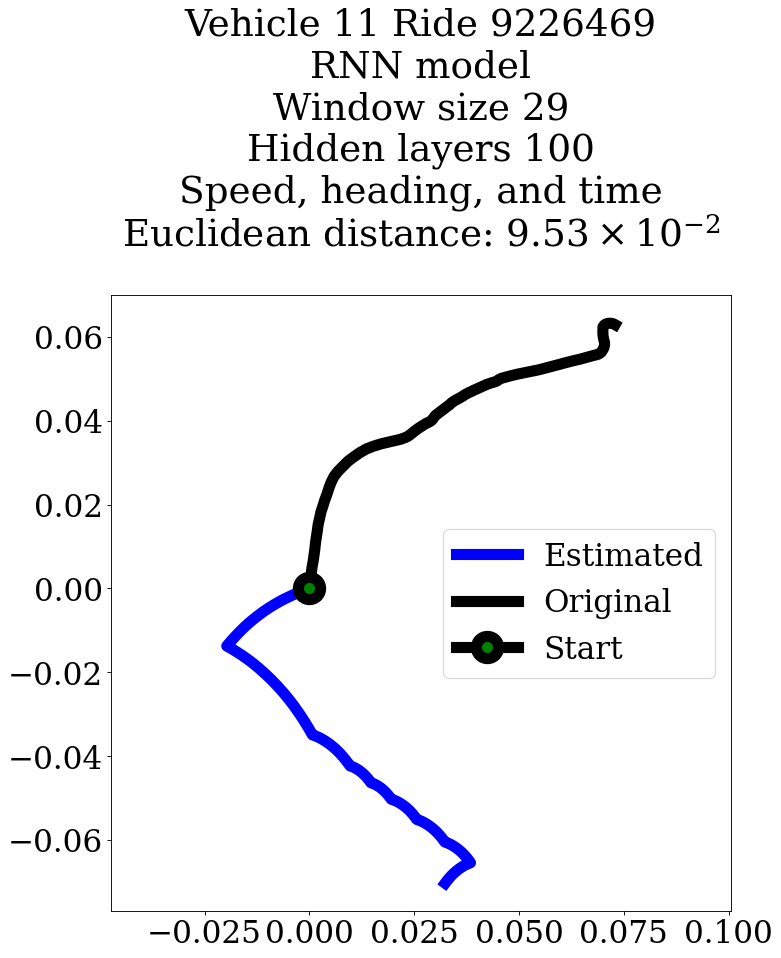 Vehicle 11 Ride 9226469
RNN model
Window size 29
Hidden layers 100
Speed, heading, and time
Euclidean distance: 9.53 × 10⁻²
0.06
0.04
0.02
0.00
−0.02
−0.04
−0.06
Estimated
Original
Start
−0.025 0.000 0.025 0.050 0.075 0.100